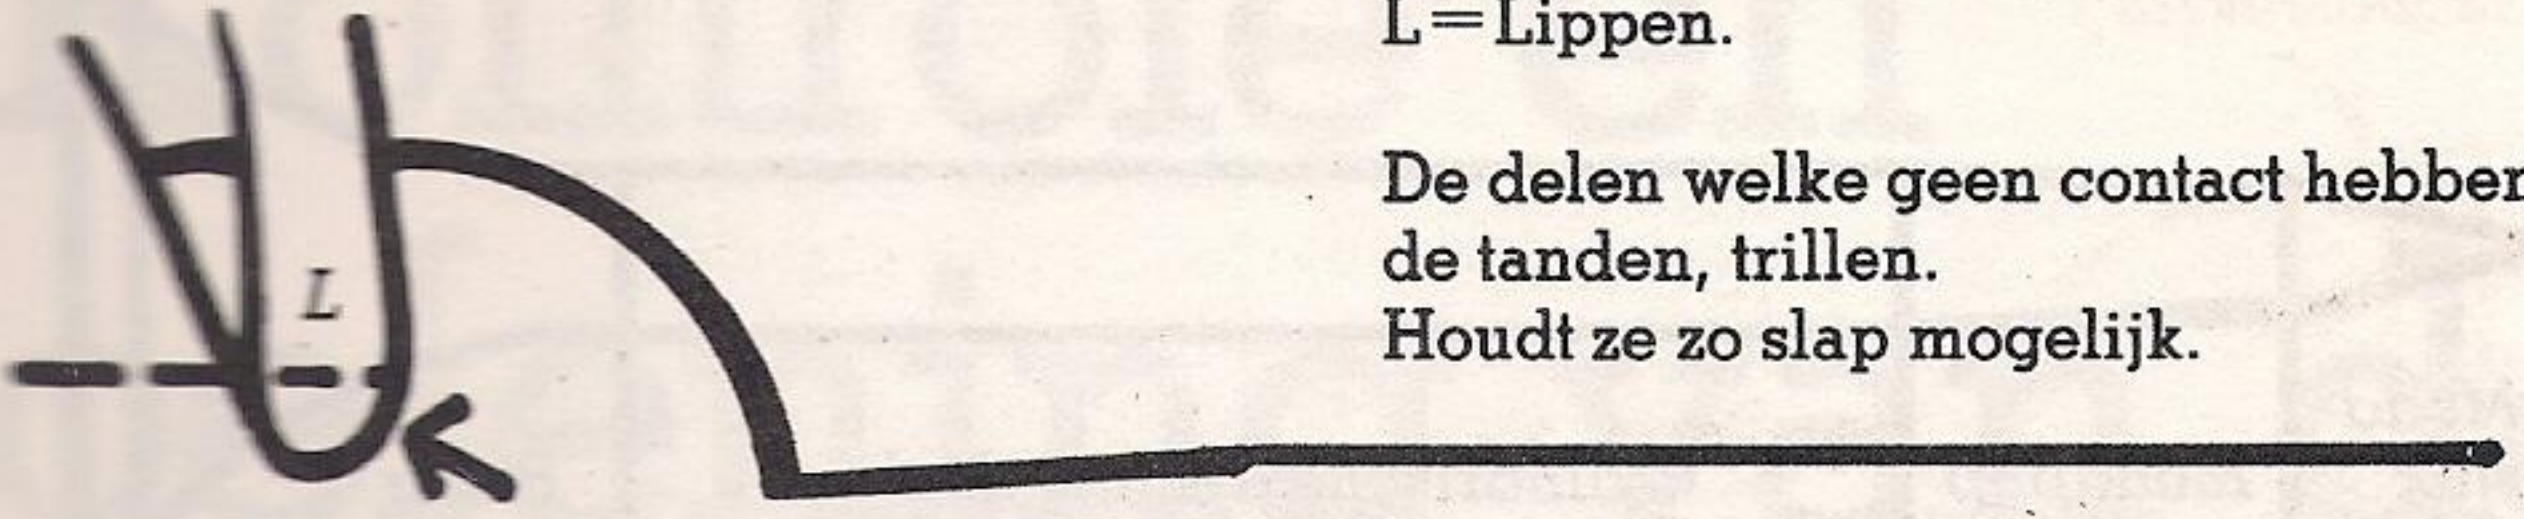 L=Lippen.
De delen welke geen contact hebben
de tanden, trillen.
Houdt ze zo slap mogelijk.
L